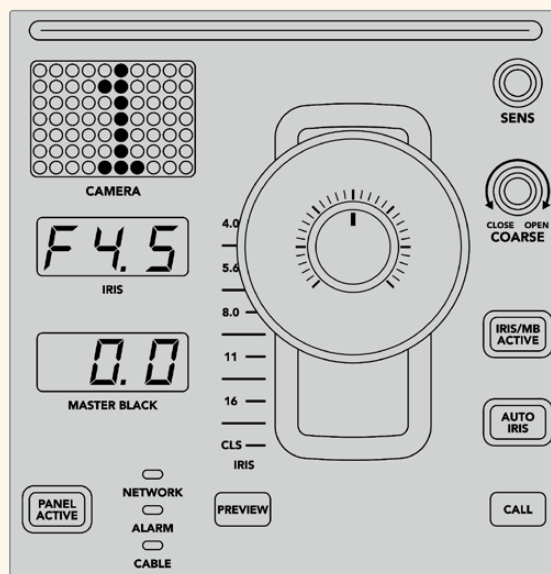 1
CAMERA
F4.5
IRIS
0.0
MASTER BLACK
PANEL
ACTIVE
NETWORK
ALARM
CABLE
4.0
5.6
8.0
11
16
CLS
IRIS
PREVIEW
SENS
CLOSE OPEN
COARSE
IRIS/MB
ACTIVE
AUTO
IRIS
CALL